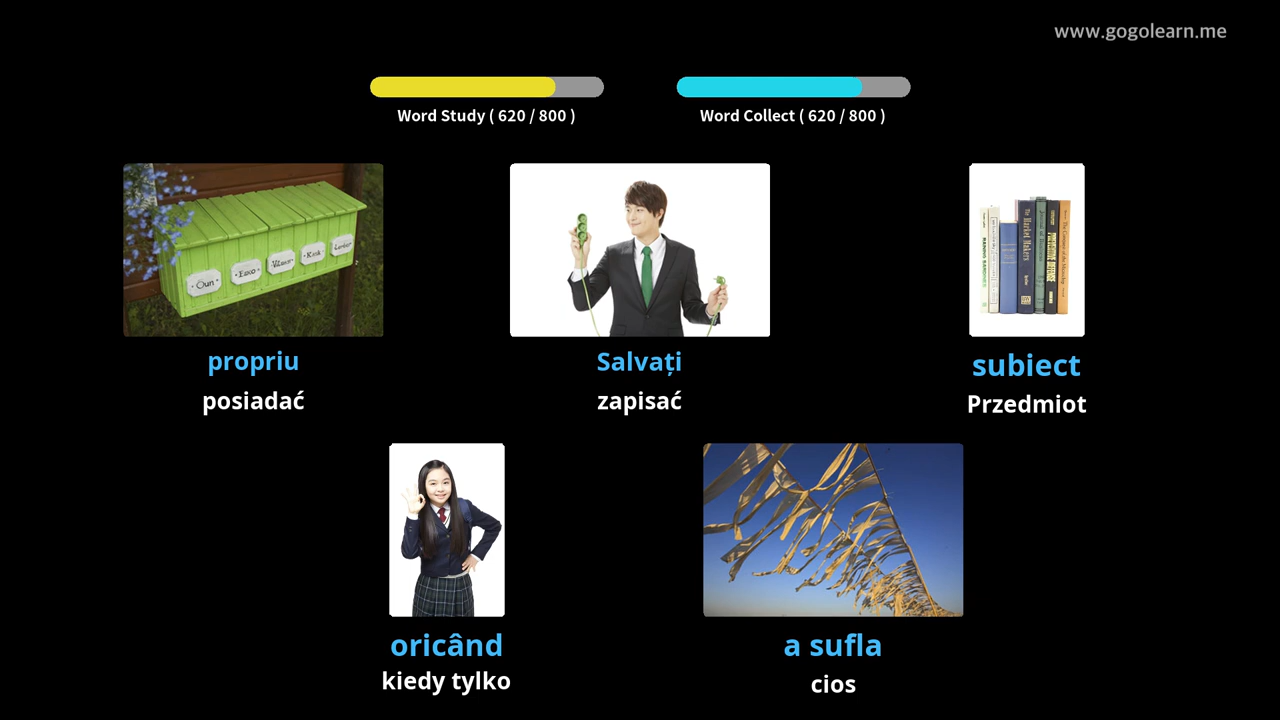 www.gogolearn.me
Word Study ( 620 / 800 )
Word Collect ( 620 / 800 )
propriu
posiadać
Salvați
zapisać
subiect
Przedmiot
oricând
kiedy tylko
a sufla
cios